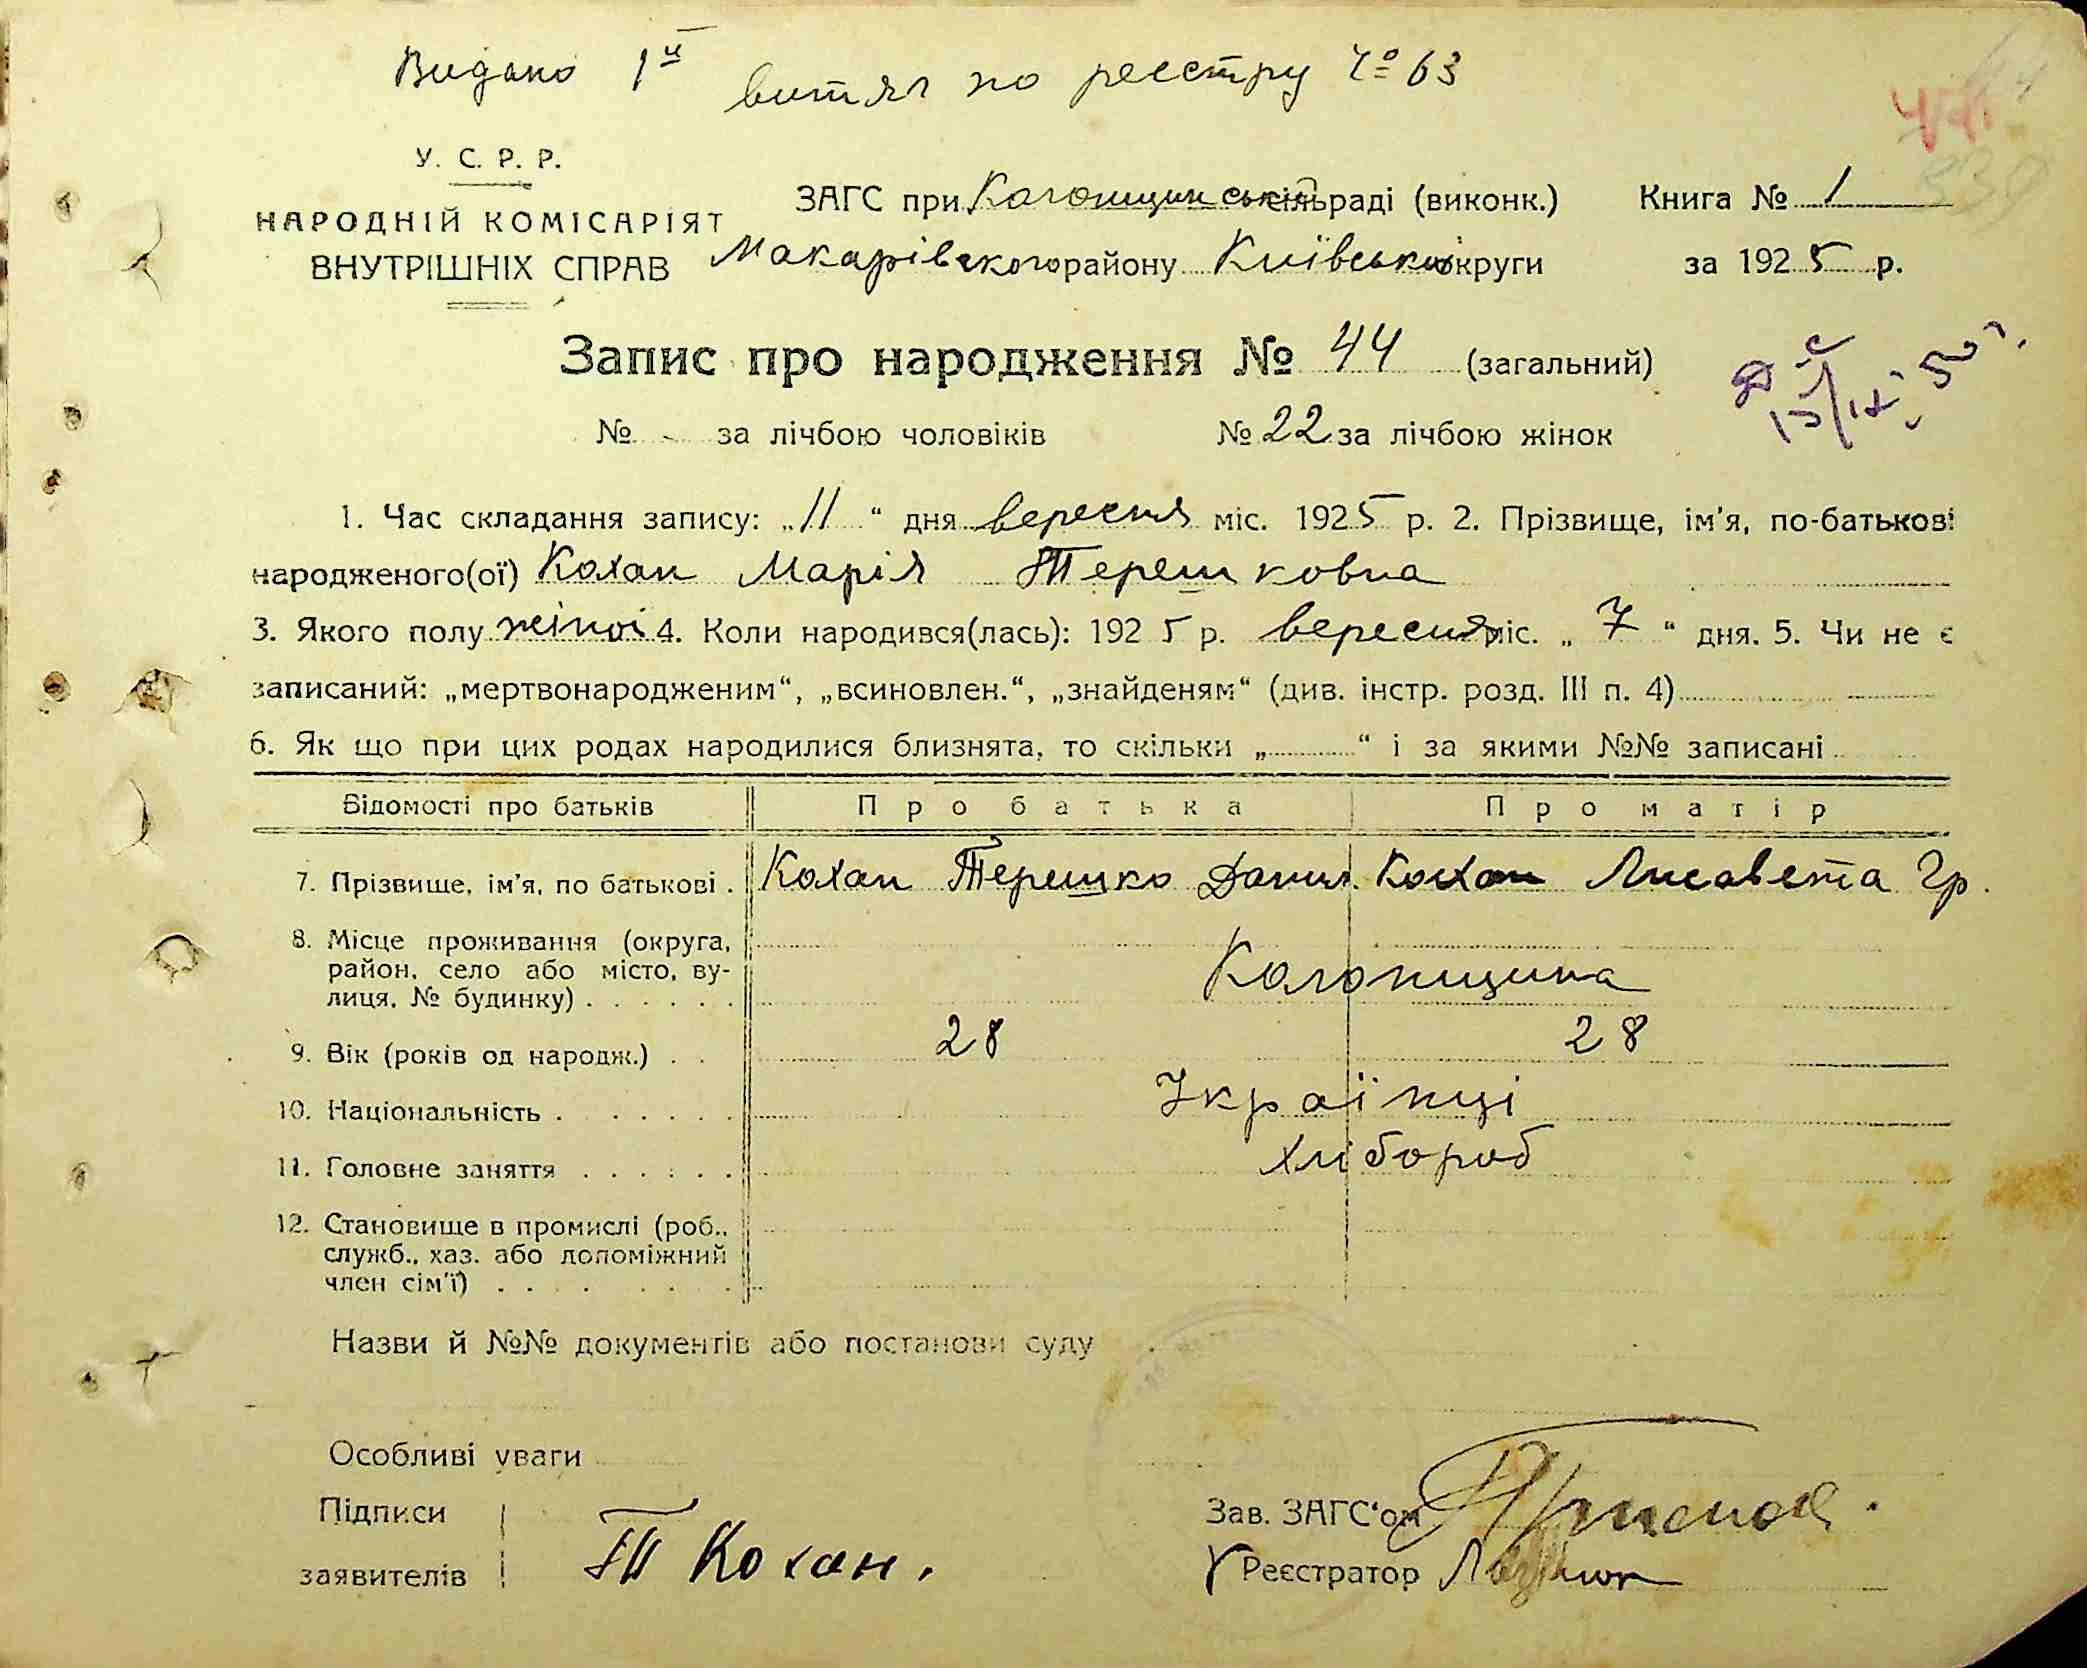 Видано 1й витяг по реєстру № 63
У. С. Р. Р.
НАРОДНІЙ КОМІСАРІЯТ
ВНУТРІШНІХ СПРАВ
ЗАГС при Колонщинськ сільраді (виконк.)
Макарівського району Київської округи
Книга № 1
за 1925 р.
Запис про народження № 44 (загальний)
№ - за лічбою чоловіків № 22 за лічбою жінок
1. Час складання запису: „11“ дня вересня міс. 1925 р. 2. Прізвище, ім'я, по-батькові
народженого(ої) Кохан Марія Терешковна
3. Якого полу жіночої 4. Коли народився(лась): 1925 р. вересня міс. „7“ дня. 5. Чи не є
записаний: „мертвонародженим“, „всиновлен.“, „знайденям“ (див. інстр. розд. III п. 4)
6. Як що при цих родах народилися близнята, то скільки „ “ і за якими №№ записані
Відомості про батьків Про батька Про матір
7. Прізвище, ім'я, по батькові . Кохан Терешко Данил. Кохан Лисавета Гр.
8. Місце проживання (округа,
район, село або місто, ву-
лиця, № будинку) . . . . . . Колонщина
9. Вік (років од народж.) . . 28 28
10. Національність . . . . . . . Українці
11. Головне заняття . . . . . . хлібороб
12. Становище в промислі (роб.,
служб., хаз. або допоміжний
член сім'ї) . . . . . . .
Назви й №№ документів або постанови суду
Особливі уваги
Підписи
заявителів
Т Кохан.
Зав. ЗАГС'ом
Реєстратор